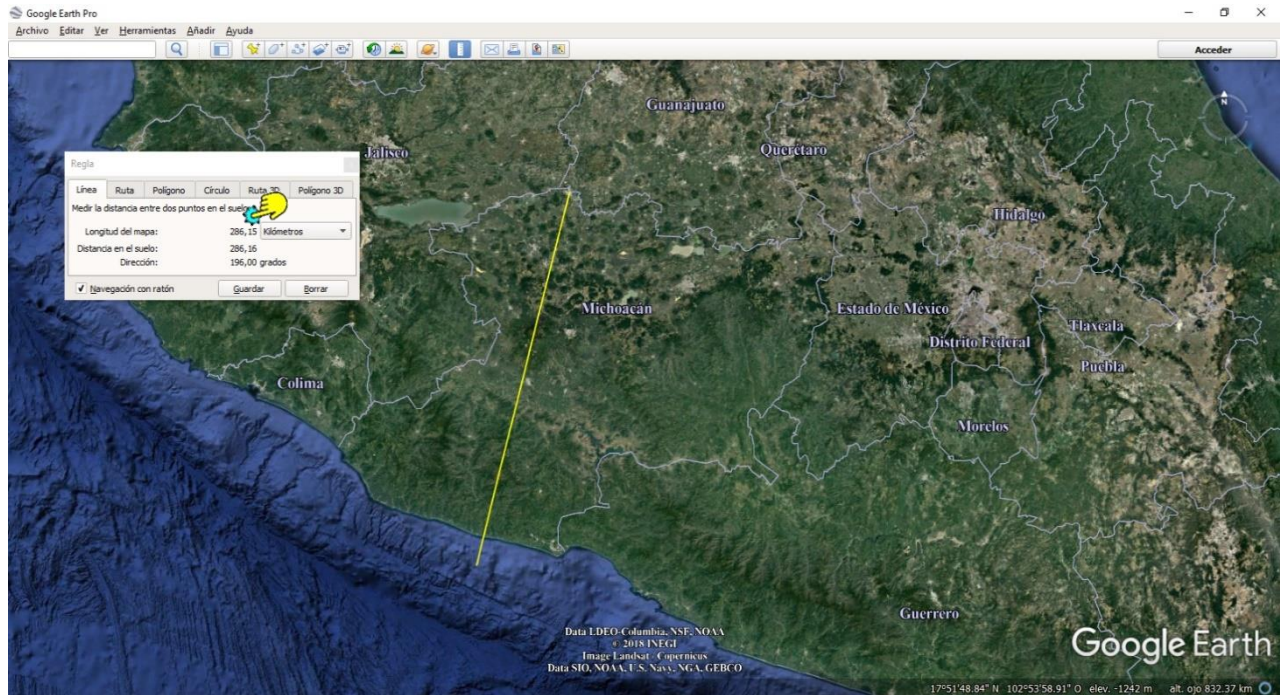 Google Earth Pro
Archivo Editar Ver Herramientas Añadir Ayuda
Acceder
Guanajuato
Jalisco
Querétaro
N
Regla
Línea Ruta Polígono Círculo Ruta 3D Polígono 3D
Medir la distancia entre dos puntos en el suelo
Longitud del mapa: 286,15 Kilómetros
Distancia en el suelo: 286,16
Dirección: 196,00 grados
Navegación con ratón Guardar Borrar
Hidalgo
Michoacán
Estado de México
Tlaxcala
Distrito Federal
Puebla
Colima
Morelos
Guerrero
Data LDEO-Columbia, NSF, NOAA
© 2018 INEGI
Image Landsat / Copernicus
Data SIO, NOAA, U.S. Navy, NGA, GEBCO
Google Earth
17°51'48.84" N 102°53'58.91" O elev. -1242 m alt. ojo 832.37 km